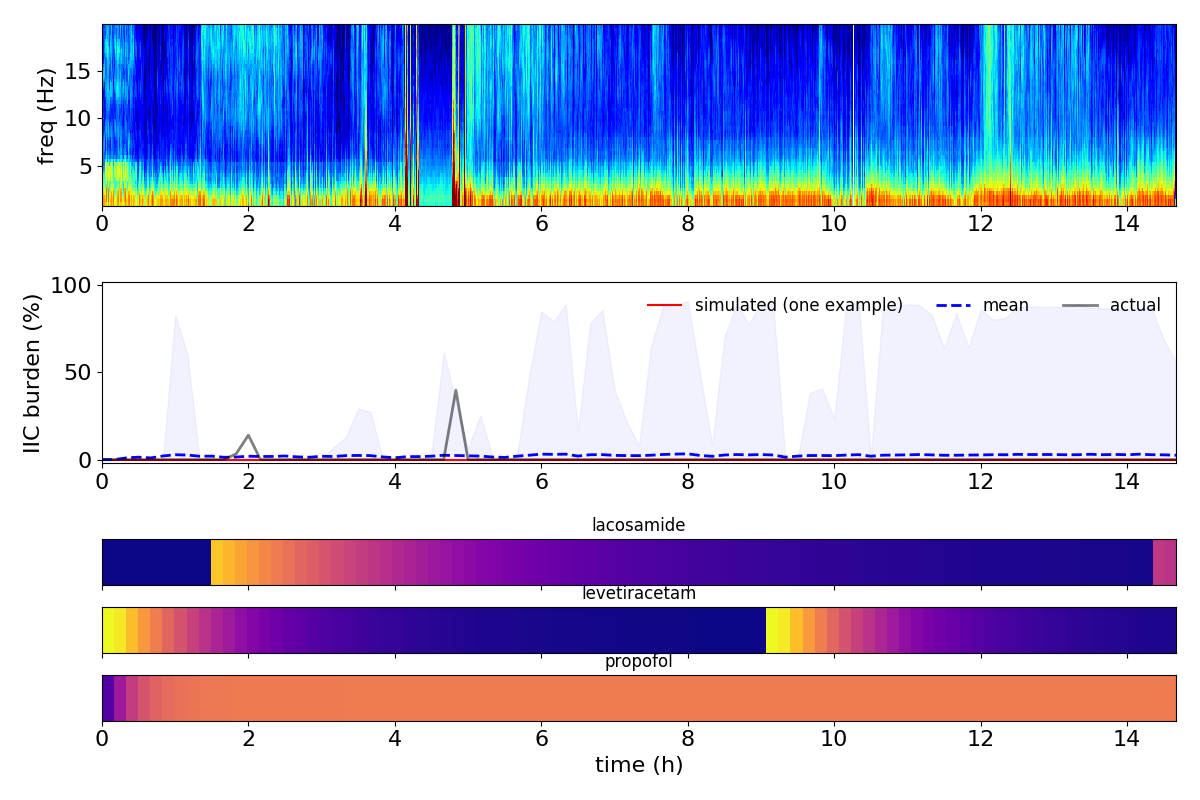 freq (Hz)
15
10
5
0 2 4 6 8 10 12 14
IIC burden (%)
100
50
0
simulated (one example) mean actual
0 2 4 6 8 10 12 14
lacosamide
levetiracetam
propofol
0 2 4 6 8 10 12 14
time (h)